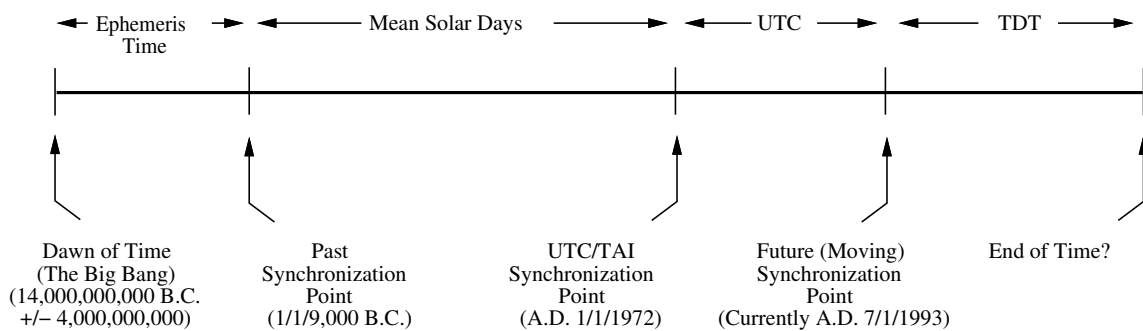 Ephemeris
Time
Mean Solar Days
UTC
TDT
Dawn of Time
(The Big Bang)
(14,000,000,000 B.C.
+/− 4,000,000,000)
Past
Synchronization
Point
(1/1/9,000 B.C.)
UTC/TAI
Synchronization
Point
(A.D. 1/1/1972)
Future (Moving)
Synchronization
Point
(Currently A.D. 7/1/1993)
End of Time?